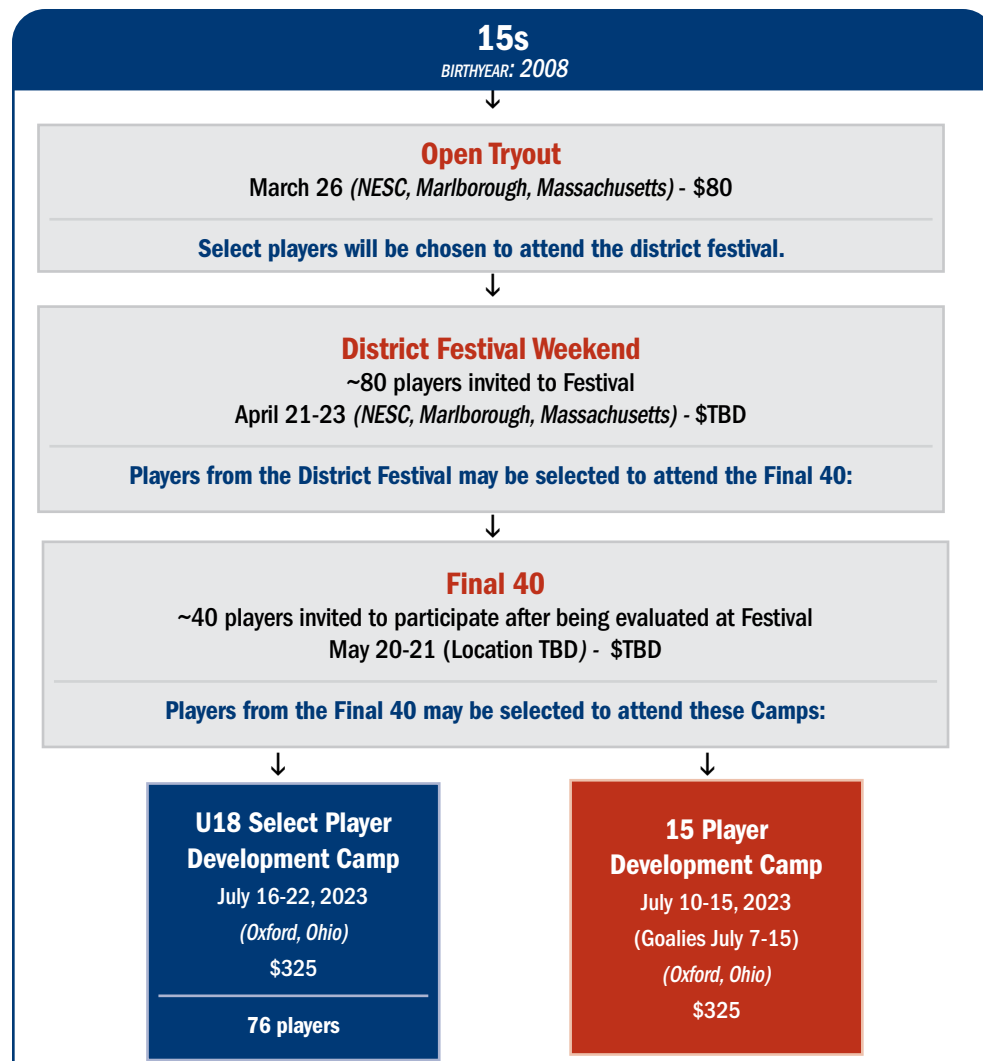 15s
BIRTHYEAR: 2008
↓
Open Tryout
March 26 (NESC, Marlborough, Massachusetts) - $80
Select players will be chosen to attend the district festival.
↓
District Festival Weekend
~80 players invited to Festival
April 21-23 (NESC, Marlborough, Massachusetts) - $TBD
Players from the District Festival may be selected to attend the Final 40:
↓
Final 40
~40 players invited to participate after being evaluated at Festival
May 20-21 (Location TBD) - $TBD
Players from the Final 40 may be selected to attend these Camps:
↓
U18 Select Player
Development Camp
July 16-22, 2023
(Oxford, Ohio)
$325
76 players
↓
15 Player
Development Camp
July 10-15, 2023
(Goalies July 7-15)
(Oxford, Ohio)
$325